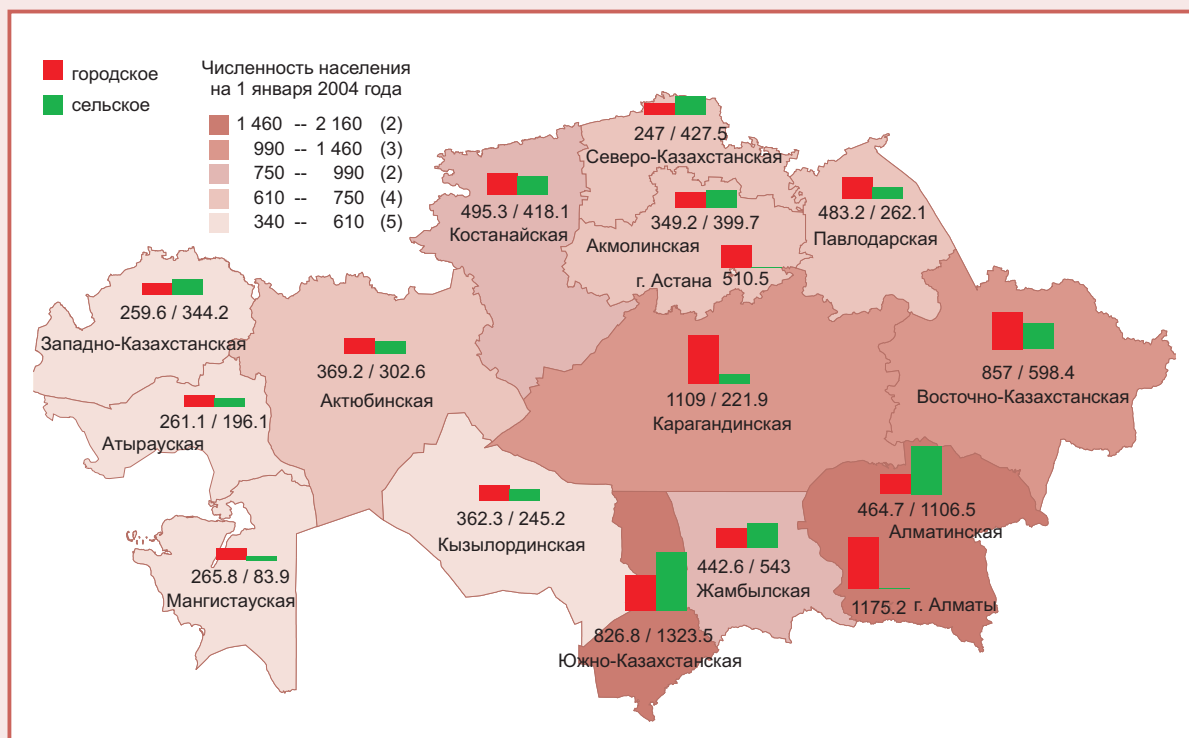 городское
сельское
Численность населения
на 1 января 2004 года
1 460 -- 2 160 (2)
990 -- 1 460 (3)
750 -- 990 (2)
610 -- 750 (4)
340 -- 610 (5)
247 / 427.5
Северо-Казахстанская
495.3 / 418.1
Костанайская
349.2 / 399.7
Акмолинская
г. Астана 510.5
483.2 / 262.1
Павлодарская
259.6 / 344.2
Западно-Казахстанская
369.2 / 302.6
Актюбинская
1109 / 221.9
Карагандинская
857 / 598.4
Восточно-Казахстанская
261.1 / 196.1
Атырауская
362.3 / 245.2
Кызылординская
464.7 / 1106.5
Алматинская
265.8 / 83.9
Мангистауская
442.6 / 543
Жамбылская
1175.2 г. Алматы
826.8 / 1323.5
Южно-Казахстанская